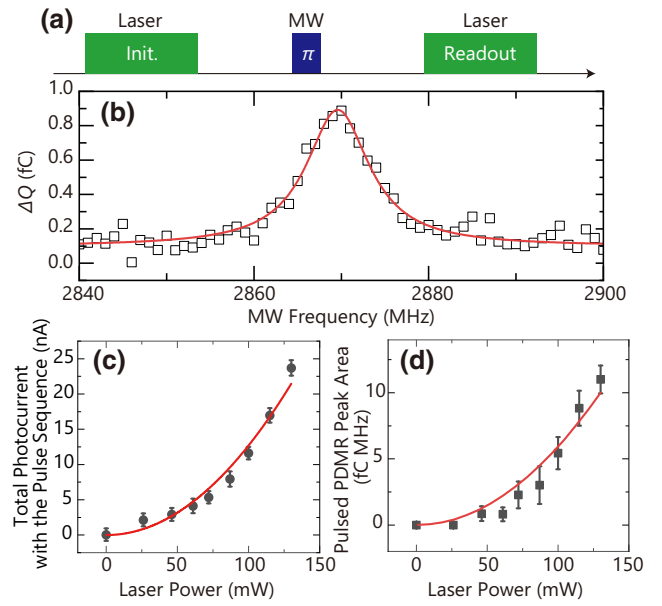 (a)
Laser
MW
Laser
Init.
π
Readout
(b)
1.0
0.8
0.6
0.4
0.2
0.0
ΔQ (fC)
2840
2860
2880
2900
MW Frequency (MHz)
(c)
25
20
15
10
5
0
Total Photocurrent
with the Pulse Sequence (nA)
0
50
100
150
Laser Power (mW)
(d)
10
5
0
Pulsed PDMR Peak Area
(fC MHz)
0
50
100
150
Laser Power (mW)